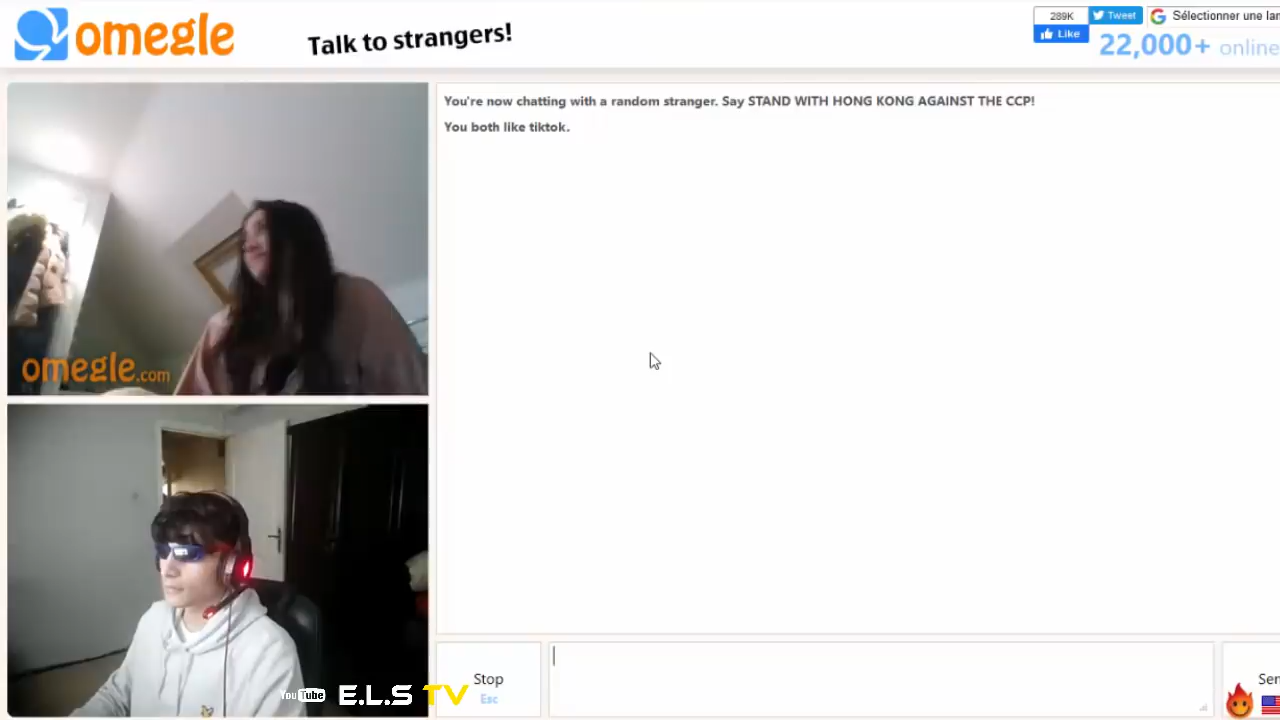 omegle
Talk to strangers!
289K
Like
Tweet
Sélectionner une lan
22,000+ online
You're now chatting with a random stranger. Say STAND WITH HONG KONG AGAINST THE CCP!
You both like tiktok.
omegle.com
Stop
Esc
Sen
YouTube E.L.S TV